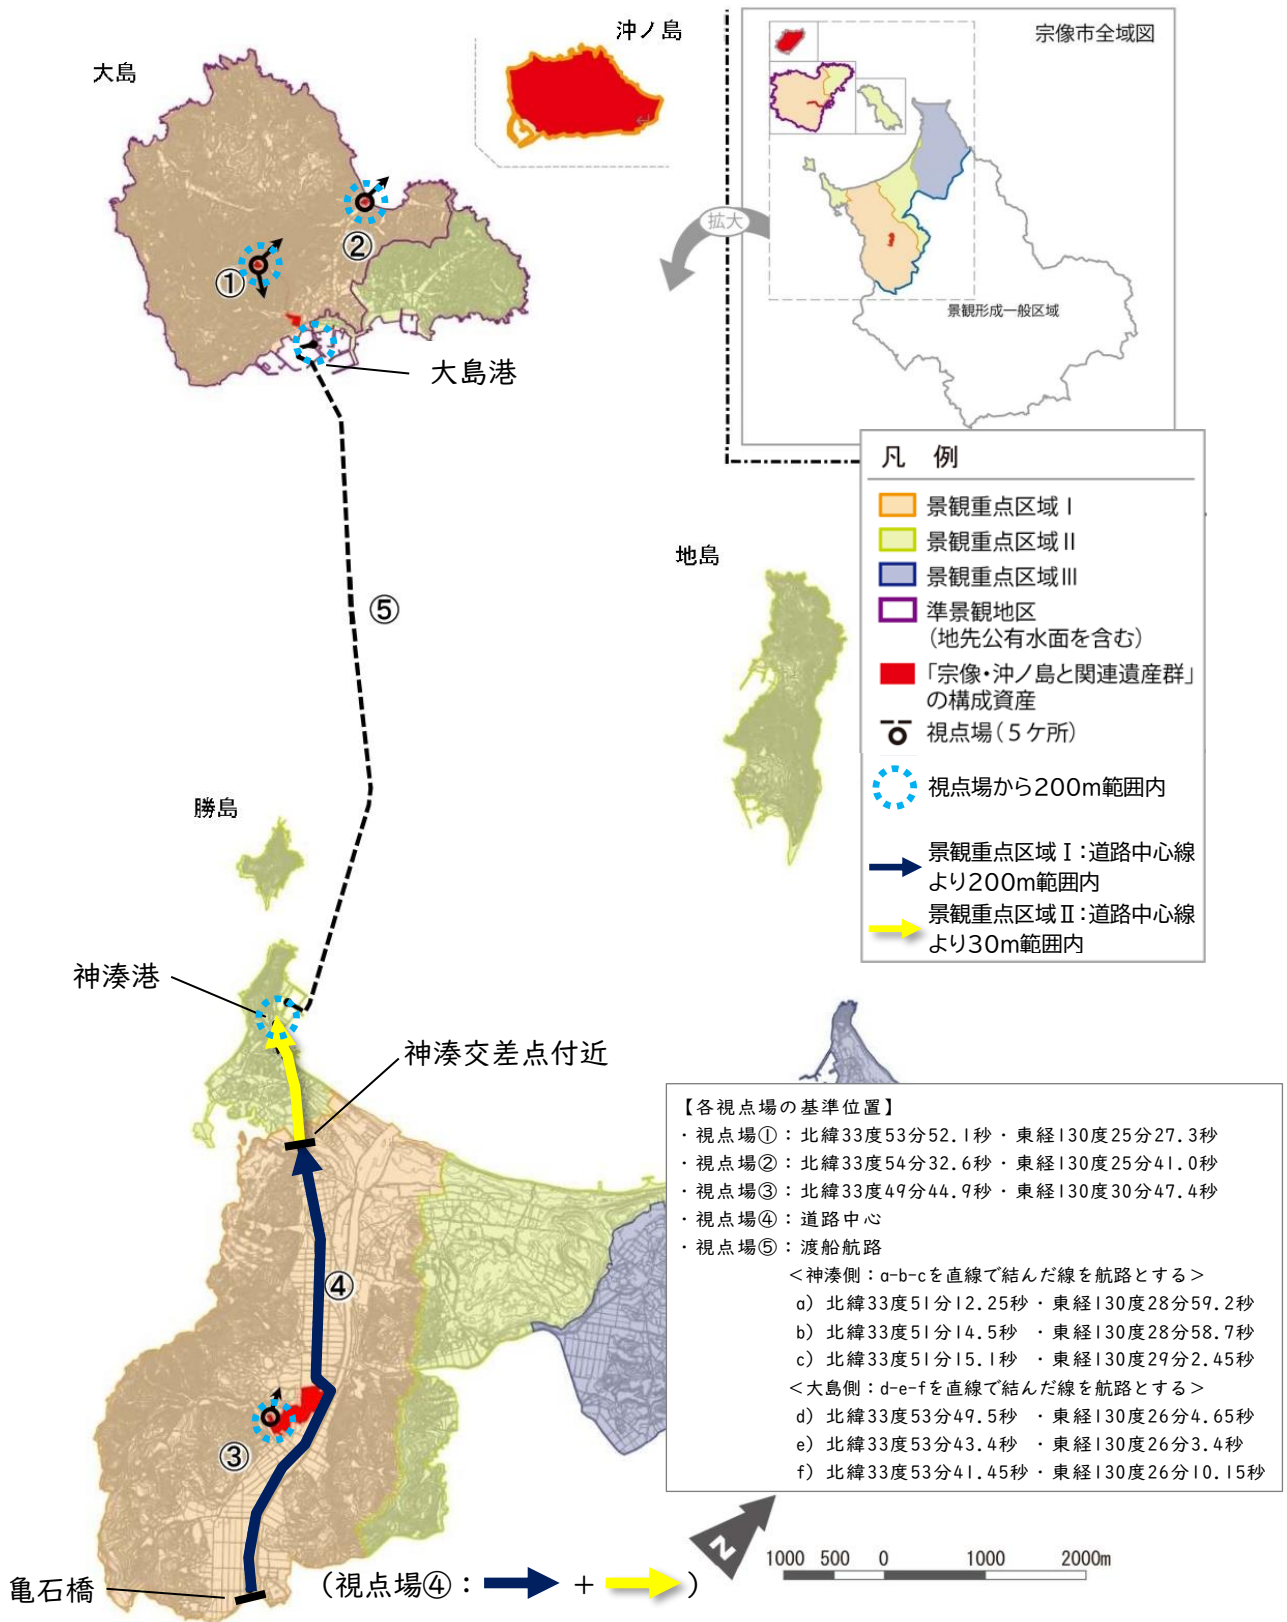 沖ノ島
宗像市全域図
大島
拡大
②
①
景観形成一般区域
大島港
凡 例
景観重点区域Ⅰ
景観重点区域Ⅱ
景観重点区域Ⅲ
準景観地区
(地先公有水面を含む)
「宗像・沖ノ島と関連遺産群」
の構成資産
視点場(5ケ所)
視点場から200m範囲内
景観重点区域Ⅰ:道路中心線
より200m範囲内
景観重点区域Ⅱ:道路中心線
より30m範囲内
地島
⑤
勝島
神湊港
神湊交差点付近
【各視点場の基準位置】
・視点場①:北緯33度53分52.1秒・東経130度25分27.3秒
・視点場②:北緯33度54分32.6秒・東経130度25分41.0秒
・視点場③:北緯33度49分44.9秒・東経130度30分47.4秒
・視点場④:道路中心
・視点場⑤:渡船航路
<神湊側:a-b-cを直線で結んだ線を航路とする>
a) 北緯33度51分12.25秒・東経130度28分59.2秒
b) 北緯33度51分14.5秒 ・東経130度28分58.7秒
c) 北緯33度51分15.1秒 ・東経130度29分2.45秒
<大島側:d-e-fを直線で結んだ線を航路とする>
d) 北緯33度53分49.5秒 ・東経130度26分4.65秒
e) 北緯33度53分43.4秒 ・東経130度26分3.4秒
f) 北緯33度53分41.45秒・東経130度26分10.15秒
④
③
N
1000 500 0 1000 2000m
亀石橋
(視点場④: + )